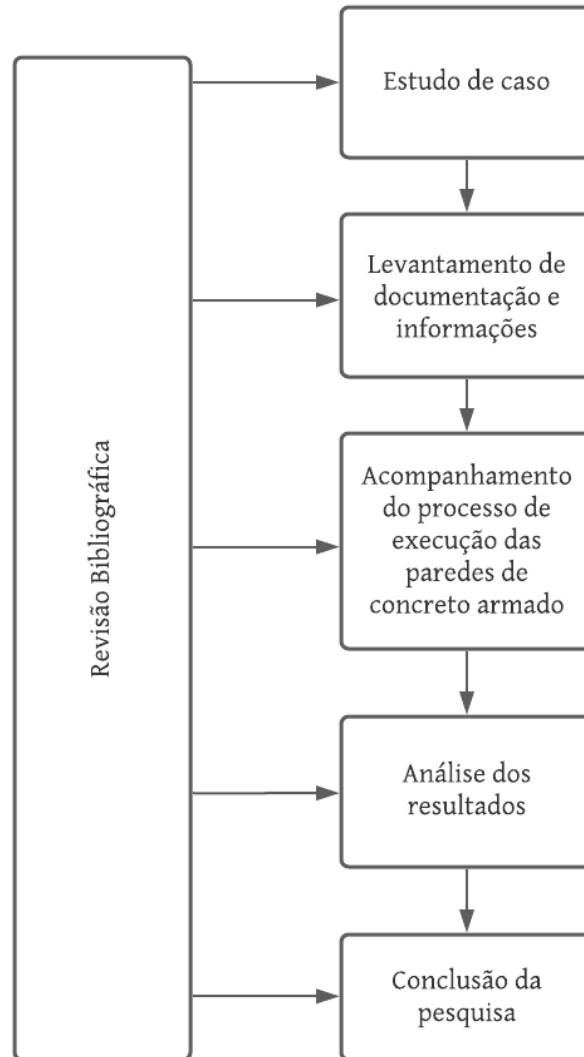 Revisão Bibliográfica
Estudo de caso
Levantamento de
documentação e
informações
Acompanhamento
do processo de
execução das
paredes de
concreto armado
Análise dos
resultados
Conclusão da
pesquisa